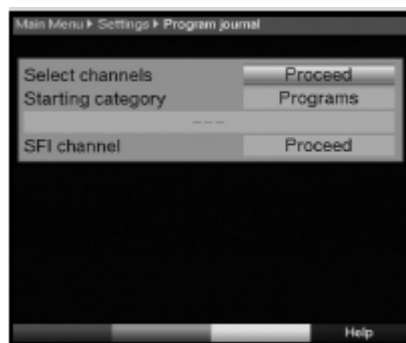 Main Menu ▶ Settings ▶ Program journal
Select channels Proceed
Starting category Programs
---
SFI channel Proceed
Help